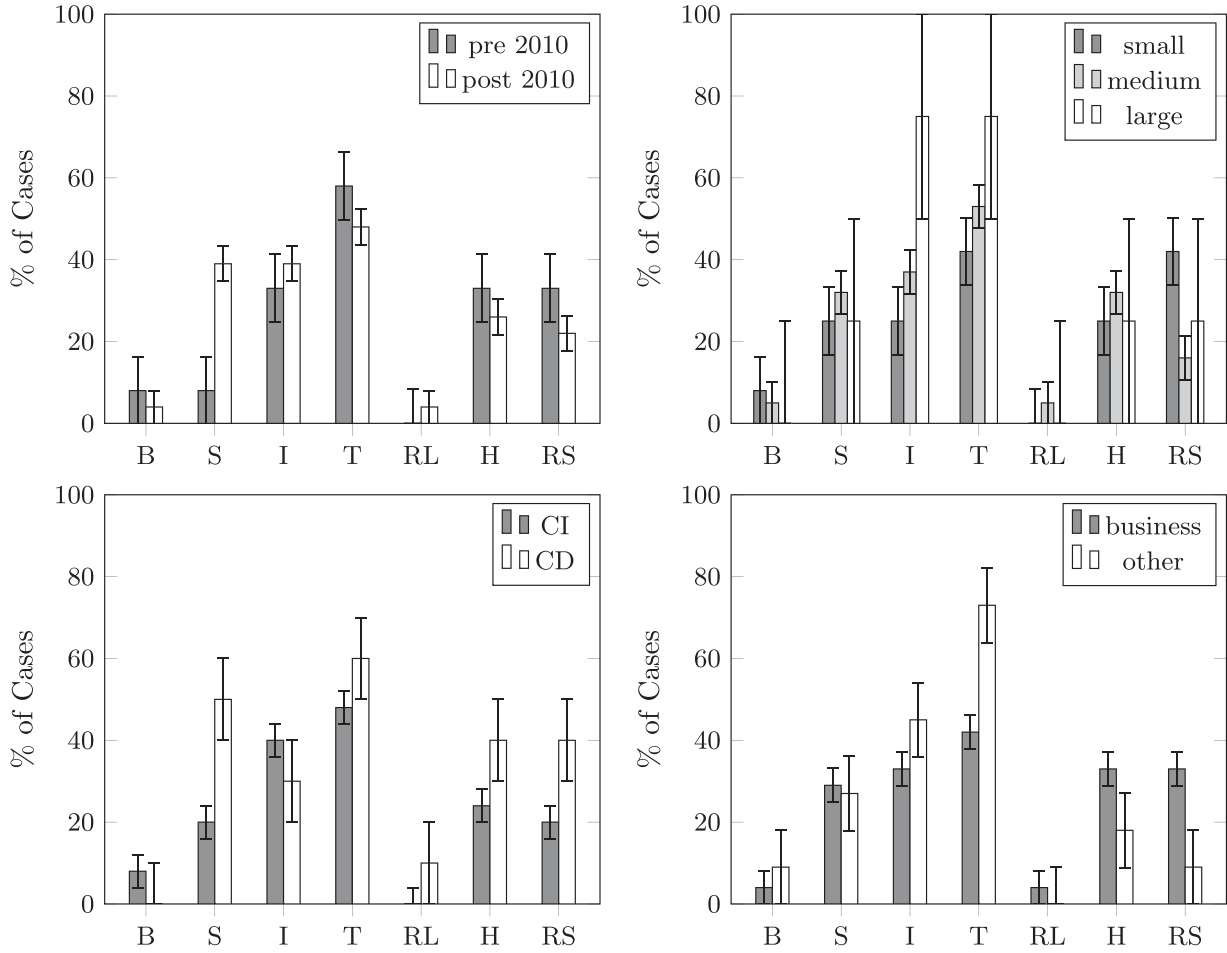 % of Cases
100
80
60
40
20
0
pre 2010
post 2010
B S I T RL H RS
% of Cases
100
80
60
40
20
0
small
medium
large
B S I T RL H RS
% of Cases
100
80
60
40
20
0
CI
CD
B S I T RL H RS
% of Cases
100
80
60
40
20
0
business
other
B S I T RL H RS